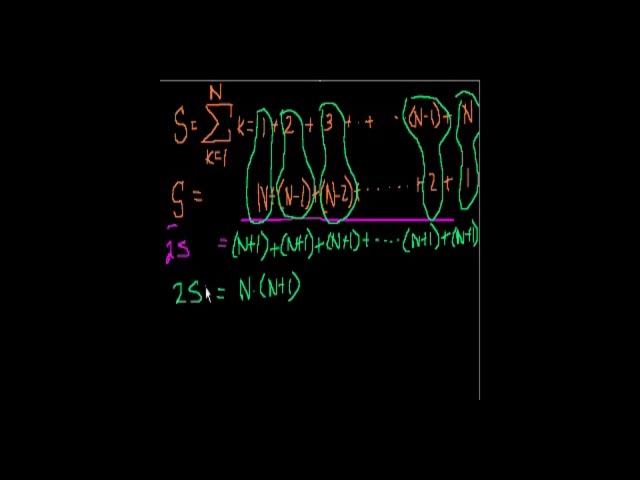 S = N∑k=1 k = 1 + 2 + 3 + ·· + · (N-1) + N
S = N + (N-1) + (N-2) + ······ + 2 + 1
2S = (N+1) + (N+1) + (N+1) + ··· (N+1) + (N+1)
2S = N·(N+1)